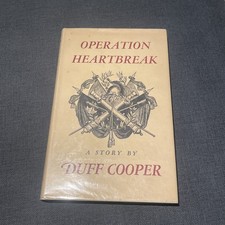 OPERATION
HEARTBREAK
A STORY BY
DUFF COOPER